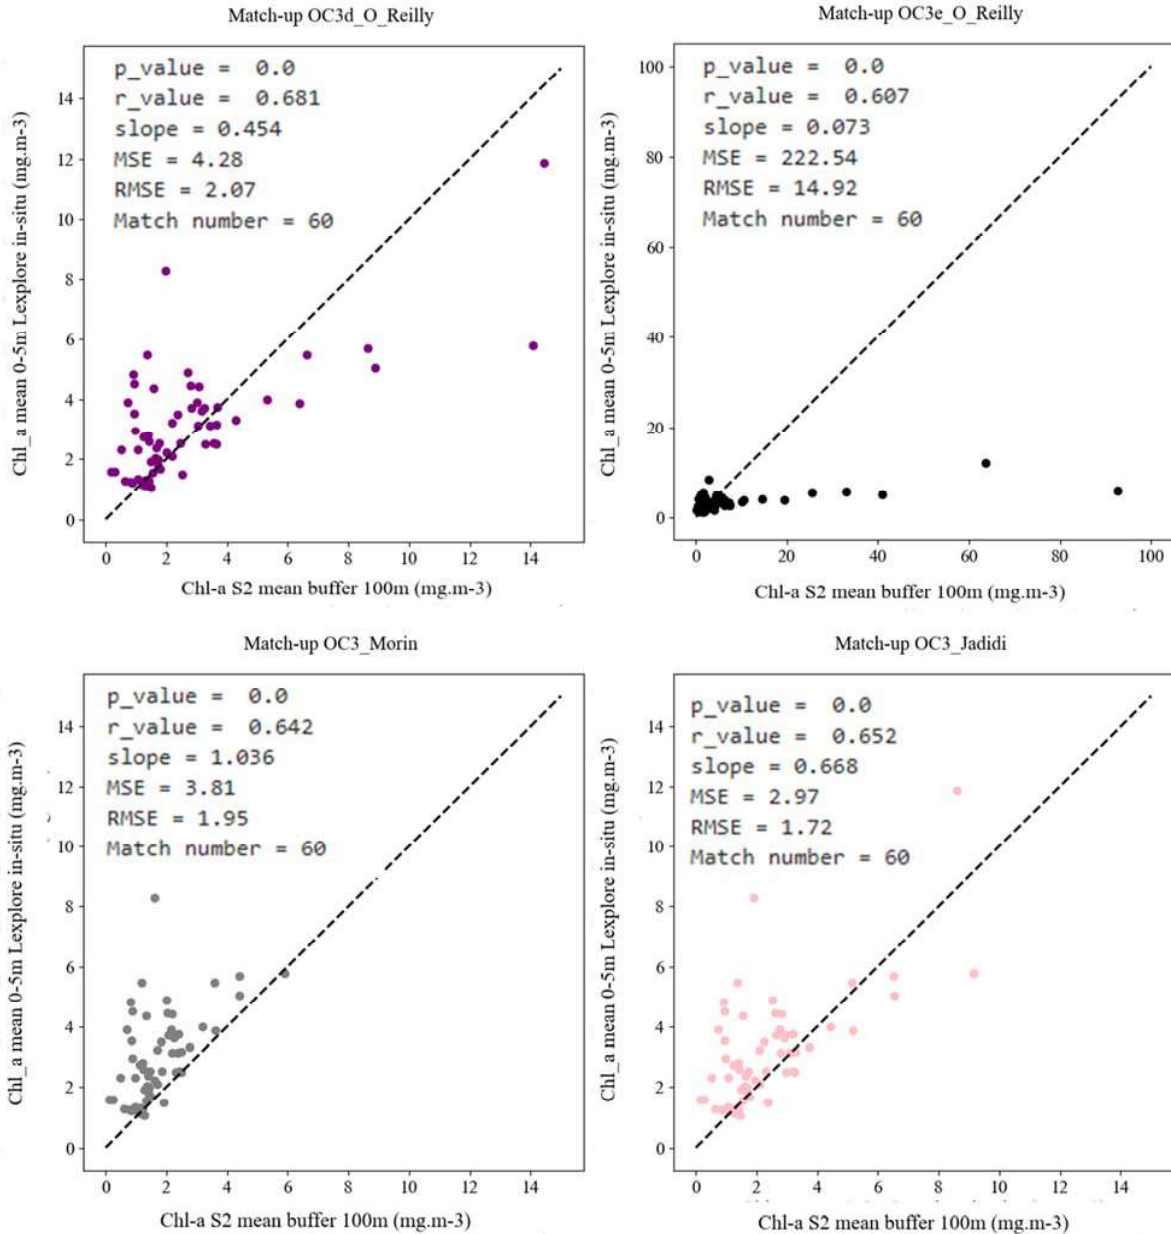 Match-up OC3d_O_Reilly
p_value = 0.0
r_value = 0.681
slope = 0.454
MSE = 4.28
RMSE = 2.07
Match number = 60
Chl_a mean 0-5m Lexplore in-situ (mg.m-3)
14
12
10
8
6
4
2
0
0 2 4 6 8 10 12 14
Chl-a S2 mean buffer 100m (mg.m-3)
Match-up OC3e_O_Reilly
p_value = 0.0
r_value = 0.607
slope = 0.073
MSE = 222.54
RMSE = 14.92
Match number = 60
Chl_a mean 0-5m Lexplore in-situ (mg.m-3)
100
80
60
40
20
0
0 20 40 60 80 100
Chl-a S2 mean buffer 100m (mg.m-3)
Match-up OC3_Morin
p_value = 0.0
r_value = 0.642
slope = 1.036
MSE = 3.81
RMSE = 1.95
Match number = 60
Chl_a mean 0-5m Lexplore in-situ (mg.m-3)
14
12
10
8
6
4
2
0
0 2 4 6 8 10 12 14
Chl-a S2 mean buffer 100m (mg.m-3)
Match-up OC3_Jadidi
p_value = 0.0
r_value = 0.652
slope = 0.668
MSE = 2.97
RMSE = 1.72
Match number = 60
Chl_a mean 0-5m Lexplore in-situ (mg.m-3)
14
12
10
8
6
4
2
0
0 2 4 6 8 10 12 14
Chl-a S2 mean buffer 100m (mg.m-3)